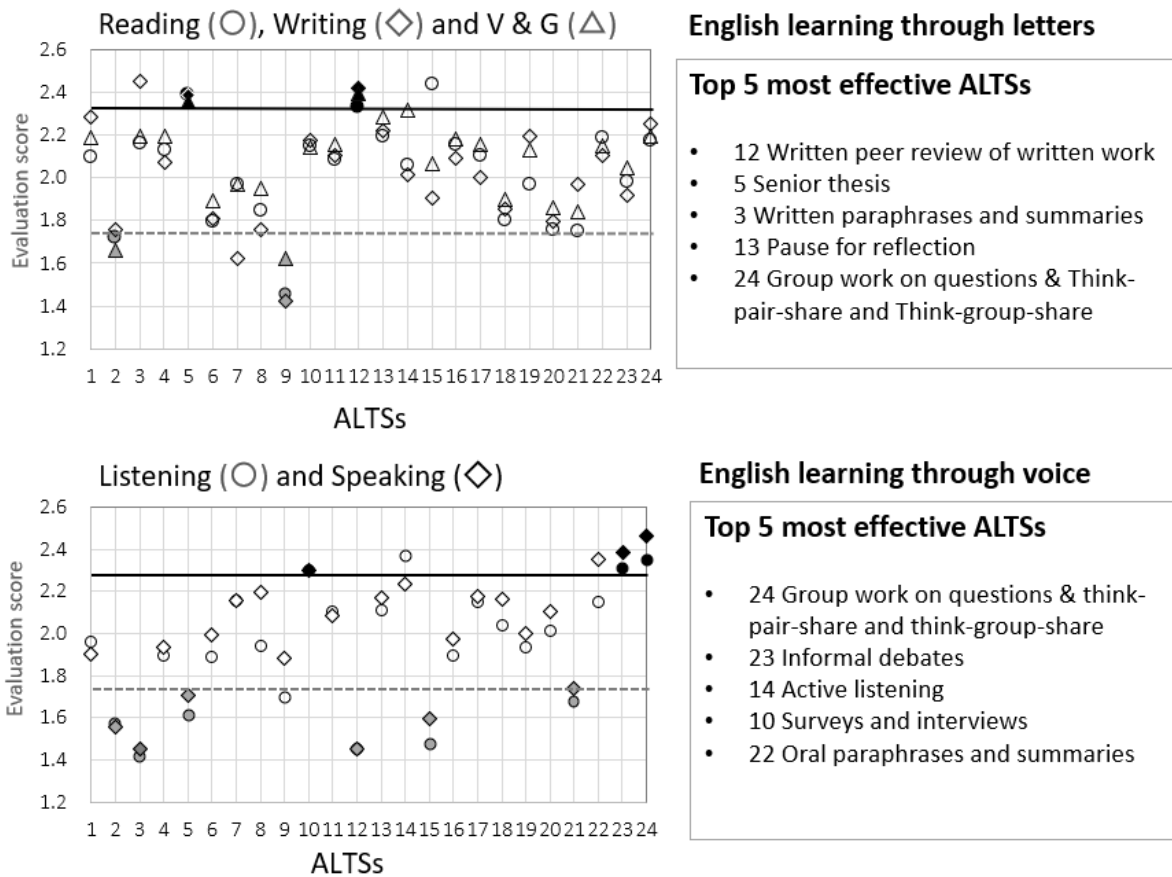 Reading (○), Writing (◇) and V & G (△)
2.6
2.4
2.2
2.0
1.8
1.6
1.4
1.2
Evaluation score
1 2 3 4 5 6 7 8 9 10 11 12 13 14 15 16 17 18 19 20 21 22 23 24
ALTSs
English learning through letters
Top 5 most effective ALTSs
• 12 Written peer review of written work
• 5 Senior thesis
• 3 Written paraphrases and summaries
• 13 Pause for reflection
• 24 Group work on questions & Think-
pair-share and Think-group-share
Listening (○) and Speaking (◇)
2.6
2.4
2.2
2.0
1.8
1.6
1.4
1.2
Evaluation score
1 2 3 4 5 6 7 8 9 10 11 12 13 14 15 16 17 18 19 20 21 22 23 24
ALTSs
English learning through voice
Top 5 most effective ALTSs
• 24 Group work on questions & think-
pair-share and think-group-share
• 23 Informal debates
• 14 Active listening
• 10 Surveys and interviews
• 22 Oral paraphrases and summaries